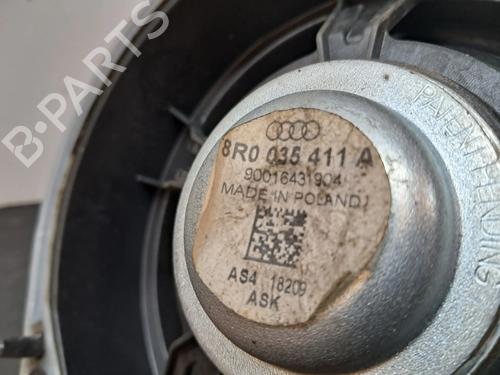 B-PARTS
8R0 035 411 A
90016431904
MADE IN POLAND
AS4 18209
ASK
PATENT PENDING